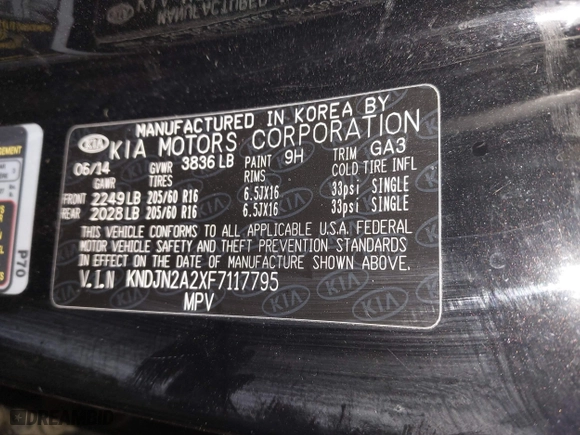 MANUFACTURED IN KOREA BY
KIA KIA MOTORS CORPORATION
06/14 GVWR 3836 LB PAINT 9H TRIM GA3
GAWR TIRES RIMS COLD TIRE INFL
FRONT 2249 LB 205/60 R16 6.5JX16 33psi SINGLE
REAR 2028 LB 205/60 R16 6.5JX16 33psi SINGLE
THIS VEHICLE CONFORMS TO ALL APPLICABLE U.S.A. FEDERAL
MOTOR VEHICLE SAFETY AND THEFT PREVENTION STANDARDS
IN EFFECT ON THE DATE OF MANUFACTURE SHOWN ABOVE.
V.I.N KNDJN2A2XF7117795
MPV
P70
DREAMBID